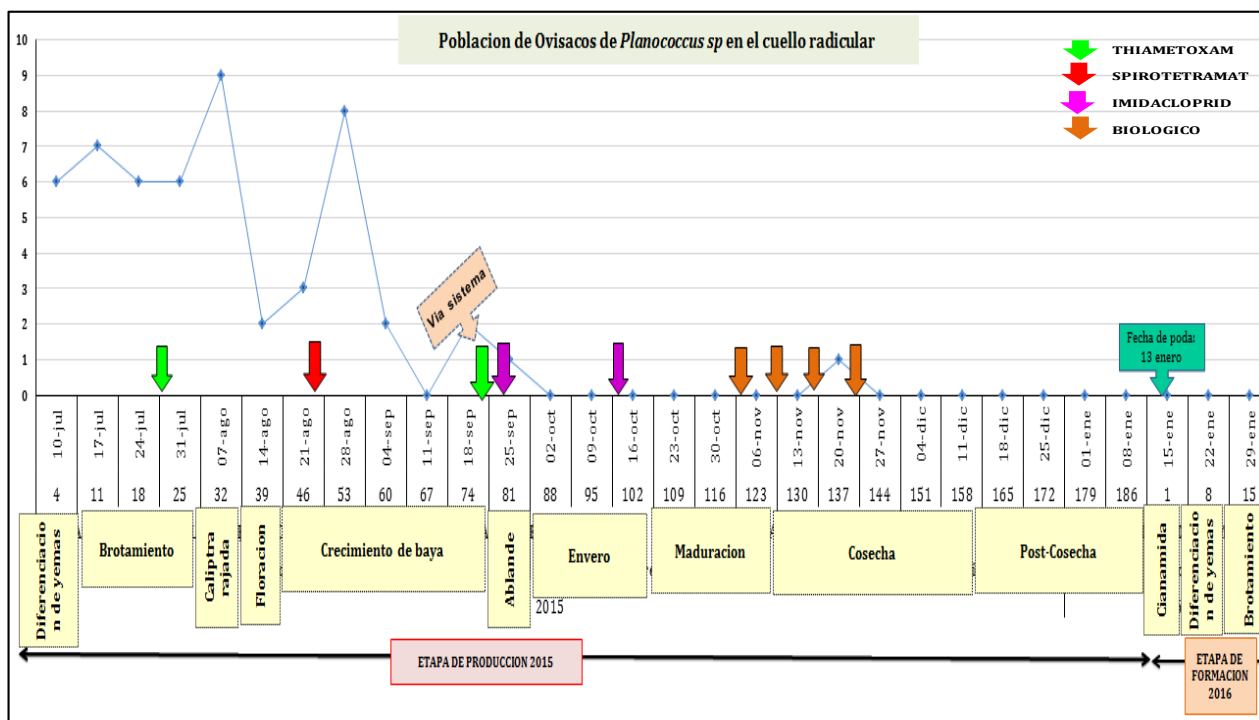 Poblacion de Ovisacos de Planococcus sp en el cuello radicular
THIAMETOXAM
SPIROTETRAMAT
IMIDACLOPRID
BIOLOGICO
10
9
8
7
6
5
4
3
2
1
0
Via sistema
Fecha de poda:
13 enero
10-jul
17-jul
24-jul
31-jul
07-ago
14-ago
21-ago
28-ago
04-sep
11-sep
18-sep
25-sep
02-oct
09-oct
16-oct
23-oct
30-oct
06-nov
13-nov
20-nov
27-nov
04-dic
11-dic
18-dic
25-dic
01-ene
08-ene
15-ene
22-ene
29-ene
4 11 18 25 32 39 46 53 60 67 74 81 88 95 102 109 116 123 130 137 144 151 158 165 172 179 186 1 8 15
Diferenciacio
n de yemas
Brotamiento
Caliptra
rajada
Floracion
Crecimiento de baya
Ablande
Envero
Maduracion
Cosecha
Post-Cosecha
Cianamida
Diferenciacio
n de yemas
Brotamiento
2015
ETAPA DE PRODUCCION 2015
ETAPA DE
FORMACION
2016